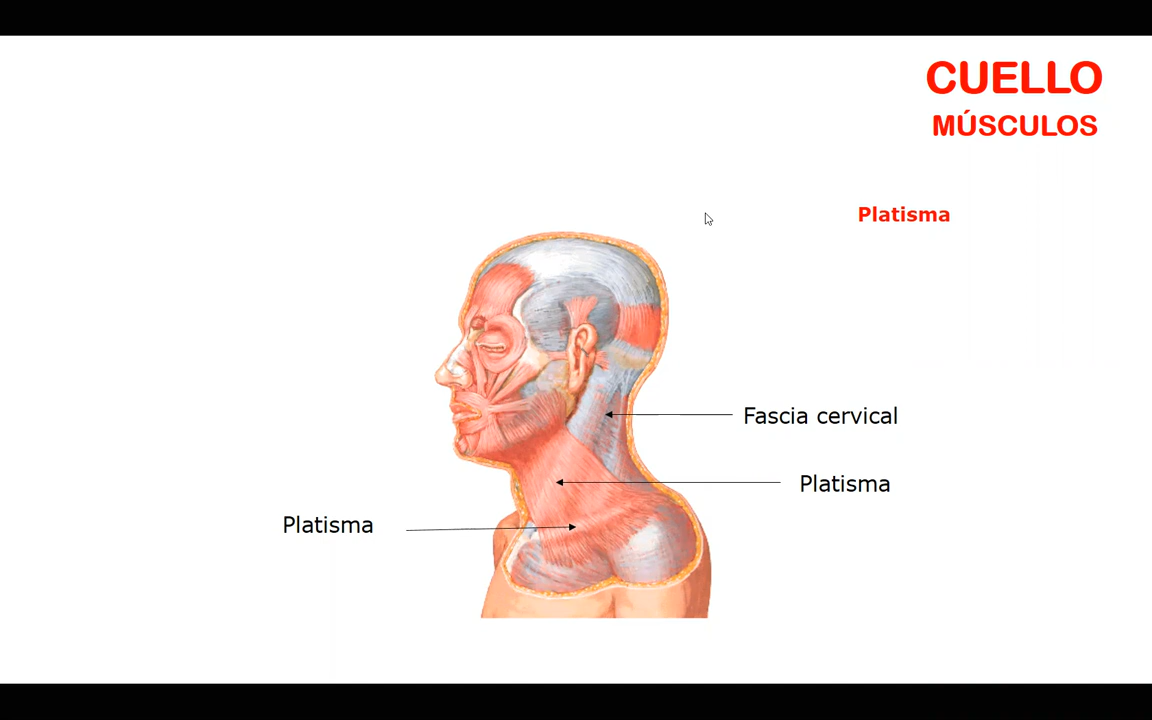 CUELLO
MÚSCULOS
Platisma
Fascia cervical
Platisma
Platisma